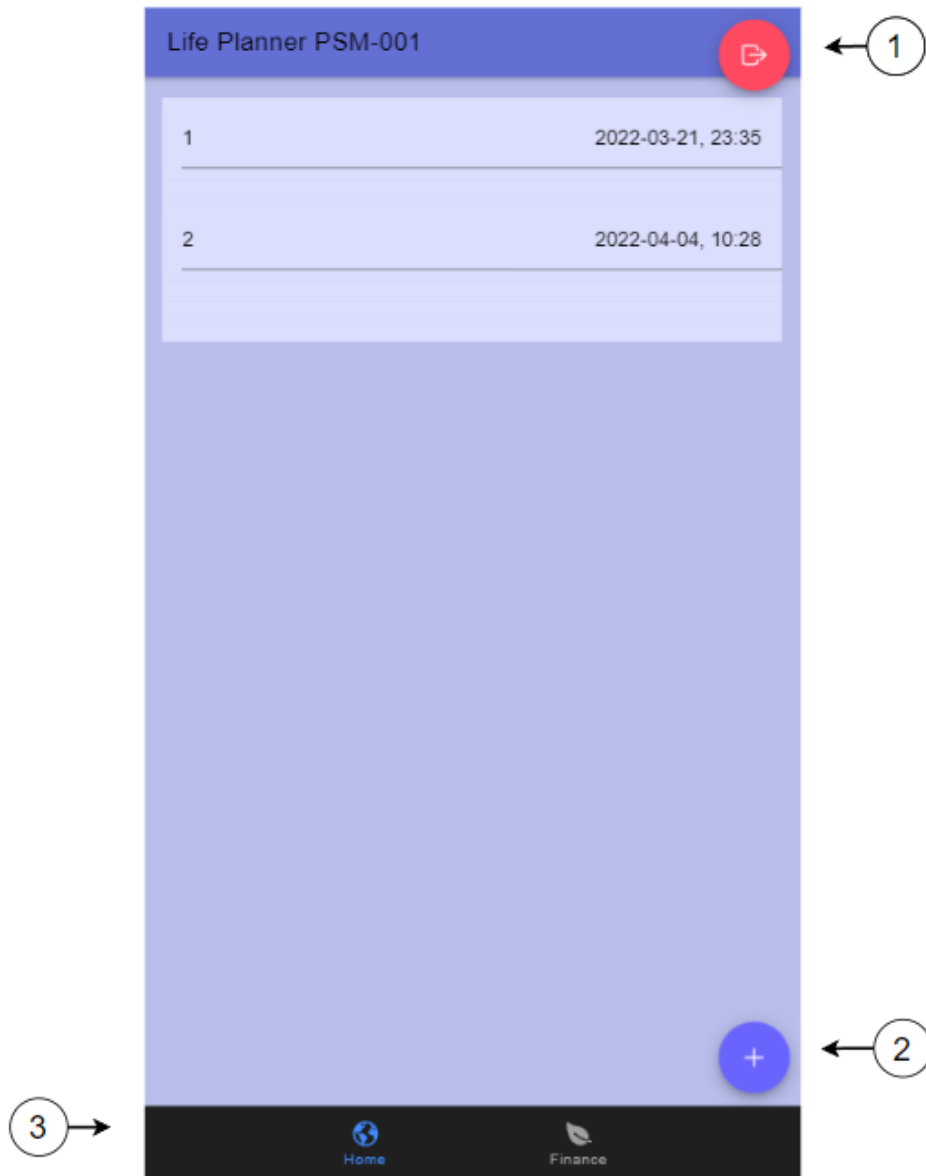 Life Planner PSM-001
1
1 2022-03-21, 23:35
2 2022-04-04, 10:28
2
3
Home Finance